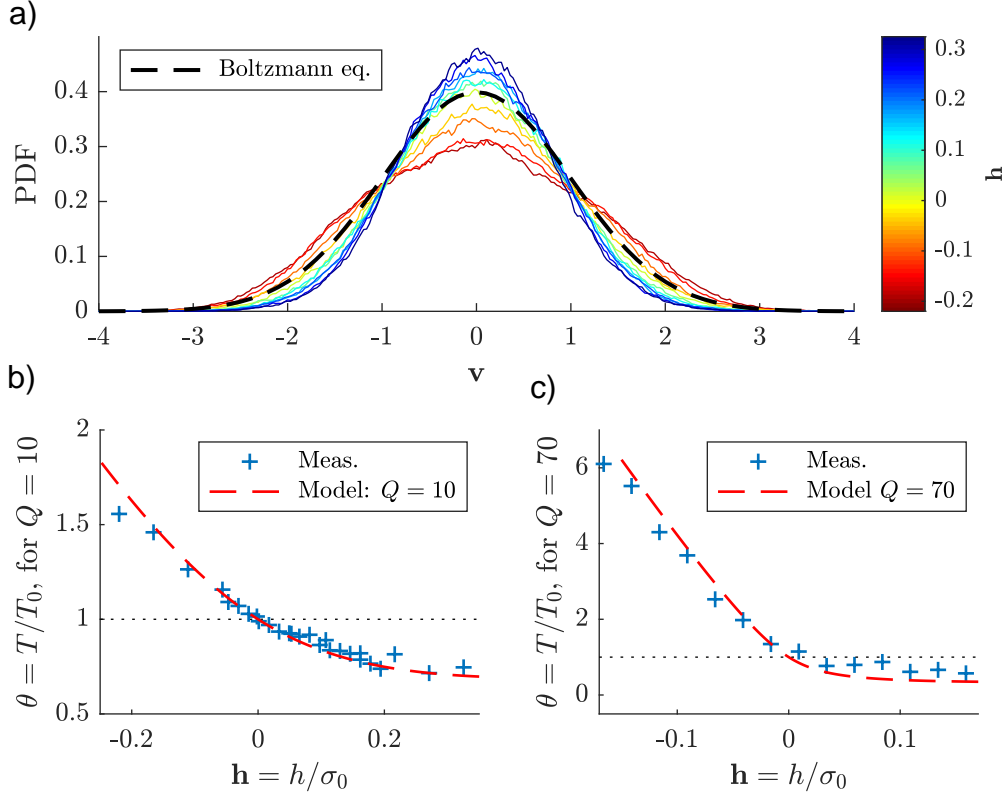 a)
Boltzmann eq.
PDF
0.4
0.3
0.2
0.1
0
-4 -3 -2 -1 0 1 2 3 4
v
0.3
0.2
0.1
0
-0.1
-0.2
h
b)
θ = T/T₀, for Q = 10
2
1.5
1
0.5
Meas.
Model: Q = 10
-0.2 0 0.2
h = h/σ₀
c)
θ = T/T₀, for Q = 70
6
4
2
0
Meas.
Model Q = 70
-0.1 0 0.1
h = h/σ₀